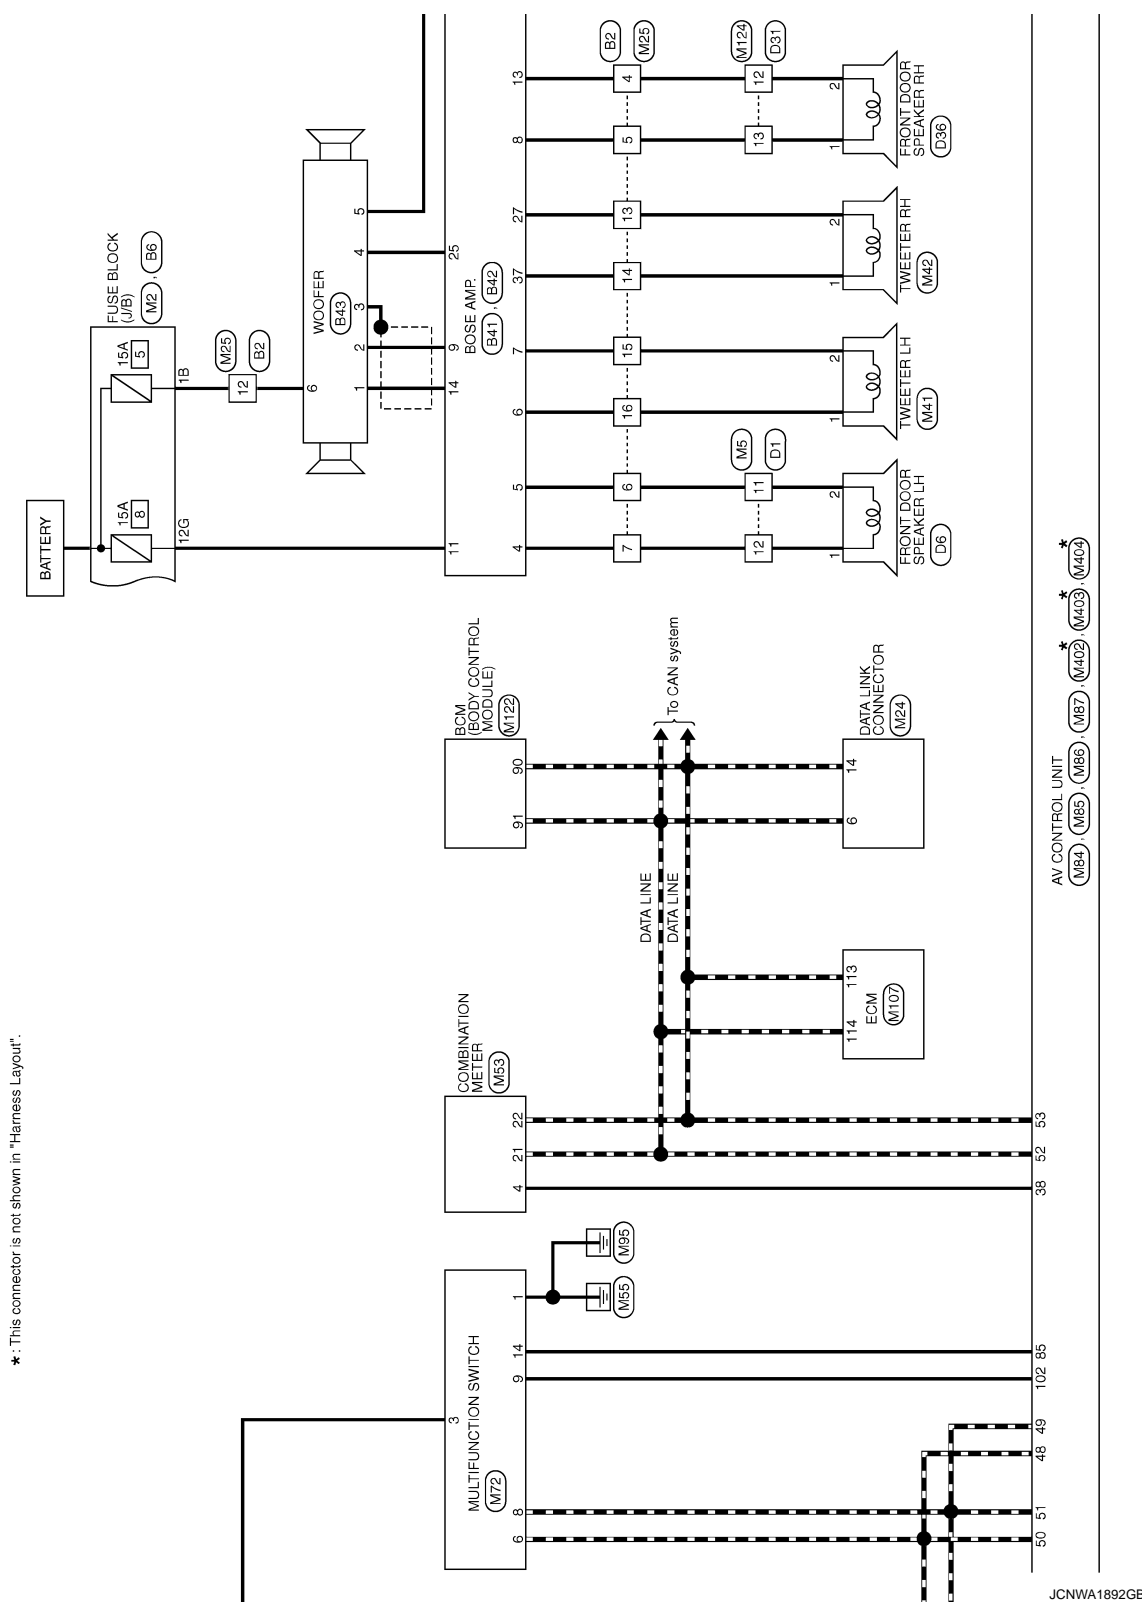 *: This connector is not shown in "Harness Layout".
BATTERY
FUSE BLOCK
(J/B)
M2 , B6
15A
8
15A
5
12G
1B
M25
B2
12
WOOFER
B43
6
1
2
3
4
5
BOSE AMP.
B41 , B42
11
14
9
25
4
5
6
7
37
27
8
13
B2
M25
7
6
16
15
14
13
5
4
M5
D1
12
11
M124
D31
13
12
1
2
FRONT DOOR
SPEAKER LH
D6
1
2
TWEETER LH
M41
1
2
TWEETER RH
M42
1
2
FRONT DOOR
SPEAKER RH
D36
BCM
(BODY CONTROL
MODULE)
M122
91
90
To CAN system
DATA LINE
DATA LINE
6
14
DATA LINK
CONNECTOR
M24
114
113
ECM
M107
COMBINATION
METER
M53
4
21
22
MULTIFUNCTION SWITCH
M72
3
6
8
9
14
1
M55
M95
50
51
48
49
102
85
38
52
53
AV CONTROL UNIT
M84 , M85 , M86 , M87 , M402* , M403* , M404*
JCNWA1892GE